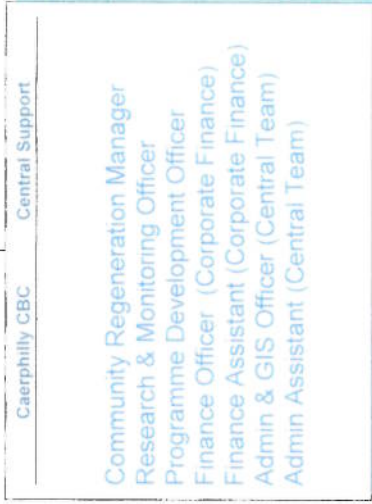 Caerphilly CBC Central Support
Community Regeneration Manager
Research & Monitoring Officer
Programme Development Officer
Finance Officer (Corporate Finance)
Finance Assistant (Corporate Finance)
Admin & GIS Officer (Central Team)
Admin Assistant (Central Team)